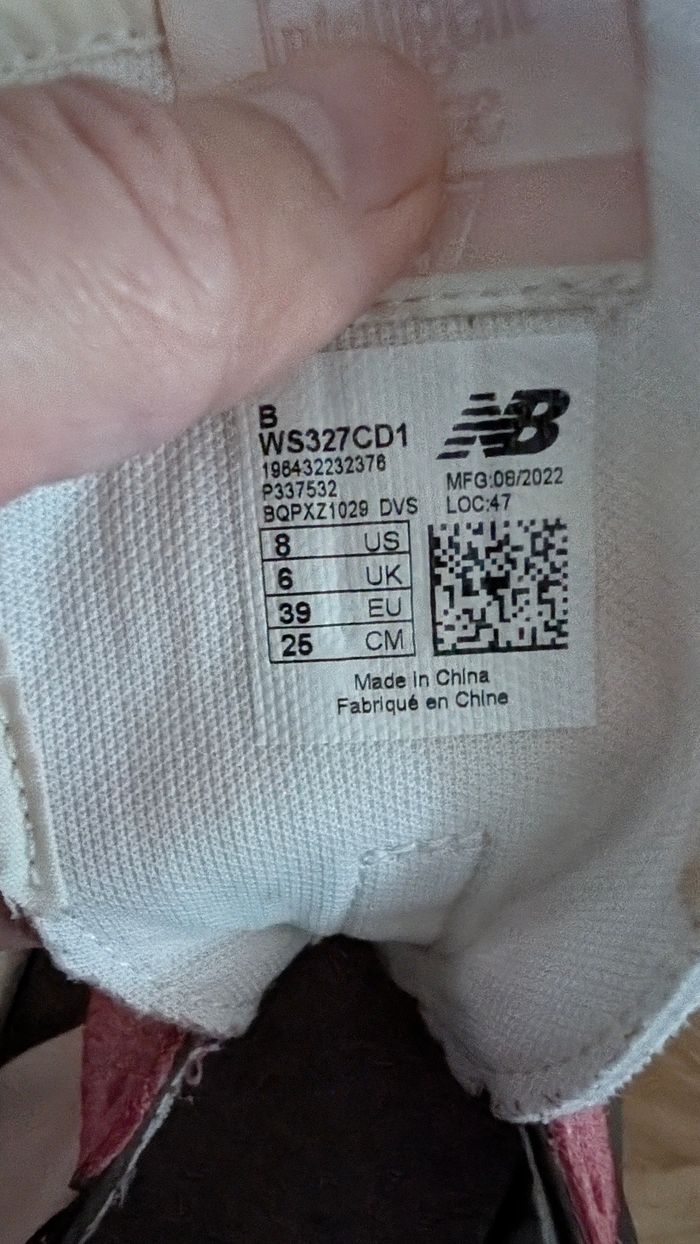 B
WS327CD1
196432232376
P337532
BQPXZ1029 DVS
NB
MFG:08/2022
LOC:47
8 US
6 UK
39 EU
25 CM
Made in China
Fabriqué en Chine